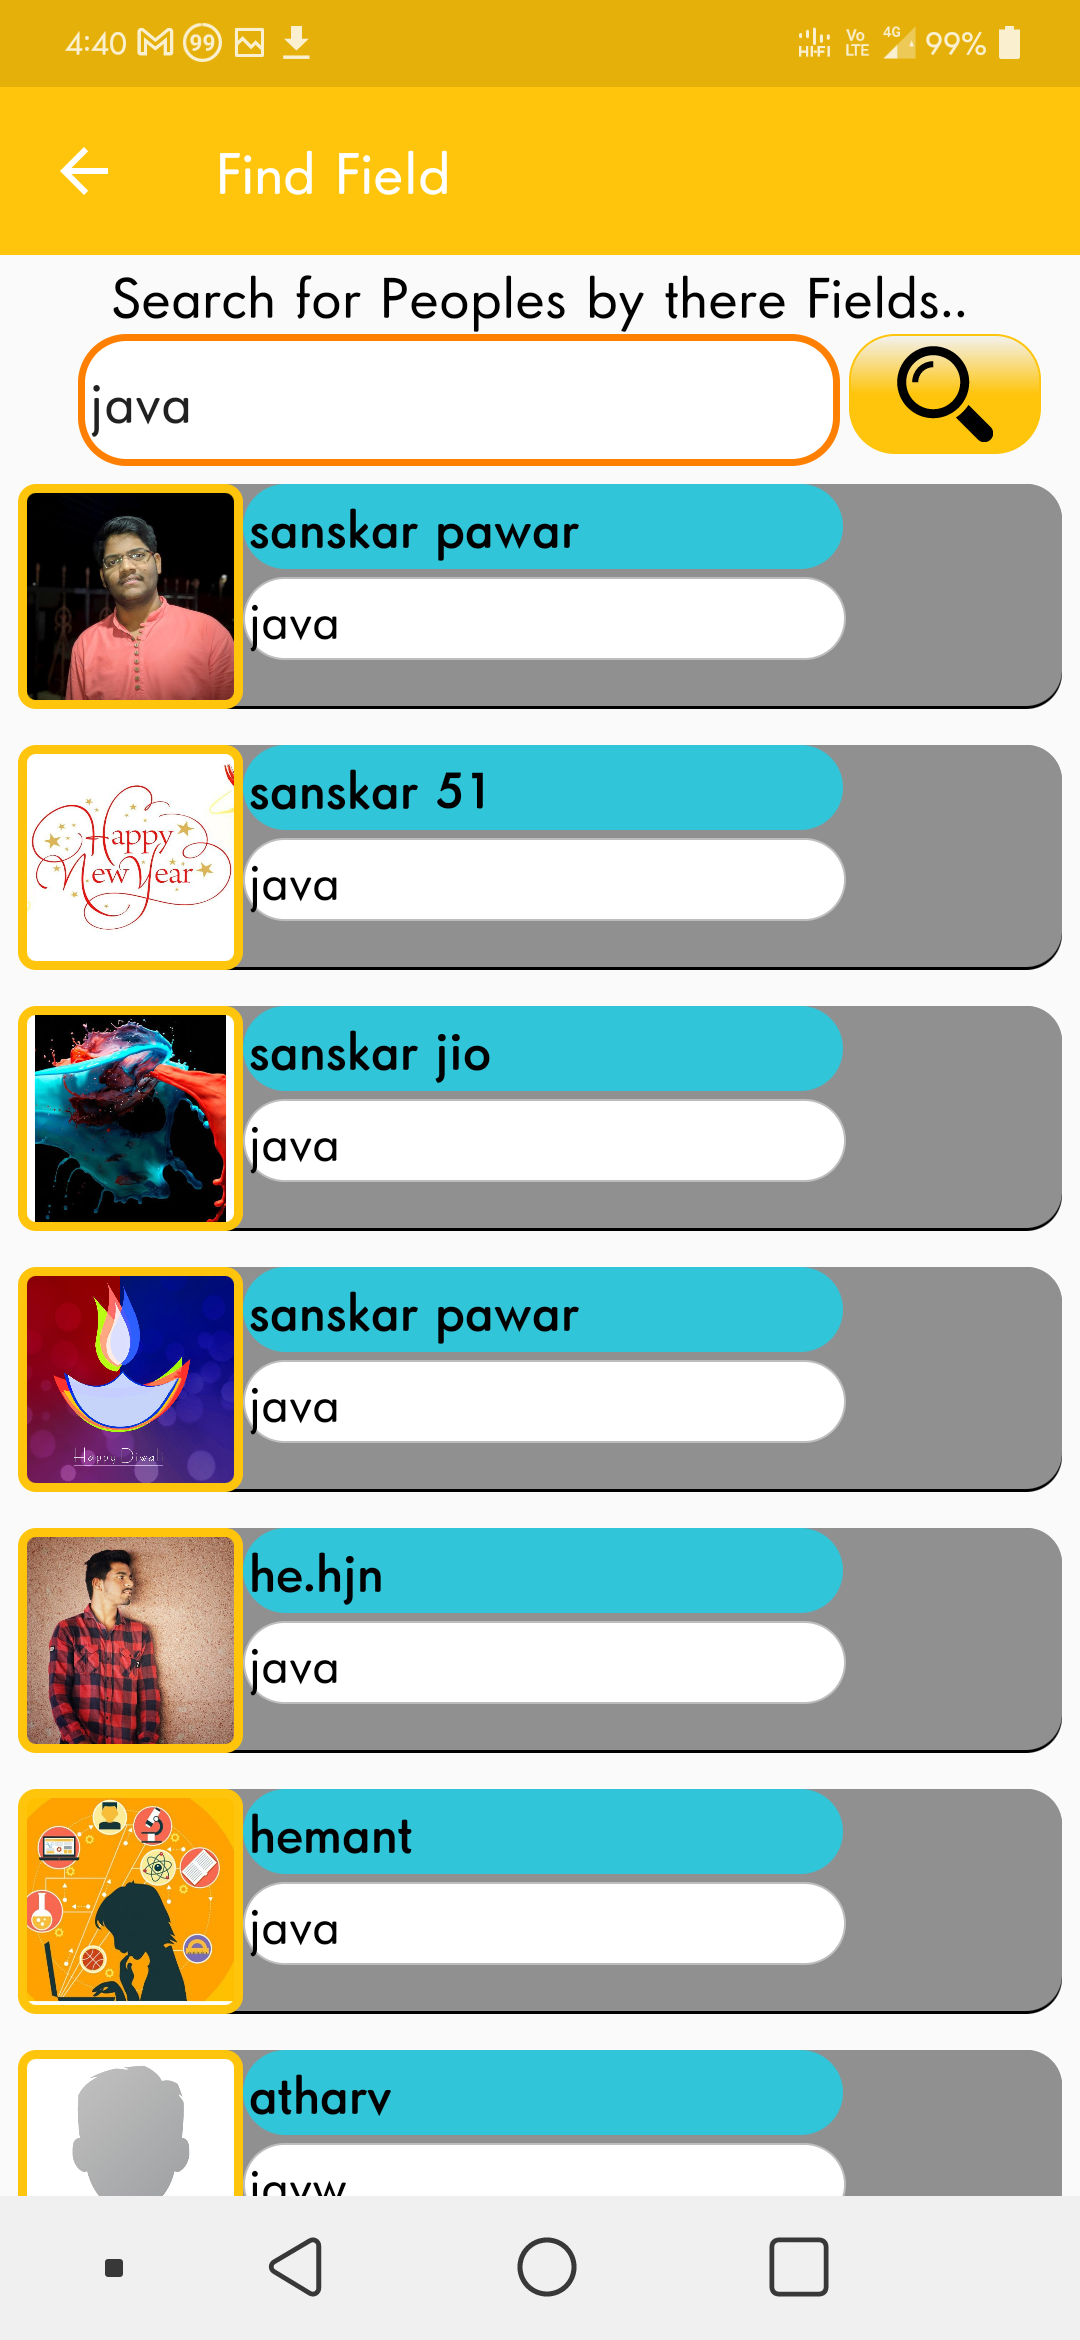 4:40 99 HI-FI Vo LTE 4G 99%
Find Field
Search for Peoples by there Fields..
java
sanskar pawar
java
sanskar 51
Happy
New Year
java
sanskar jio
java
sanskar pawar
java
Happy Diwali
he.hjn
java
hemant
java
atharv
javw